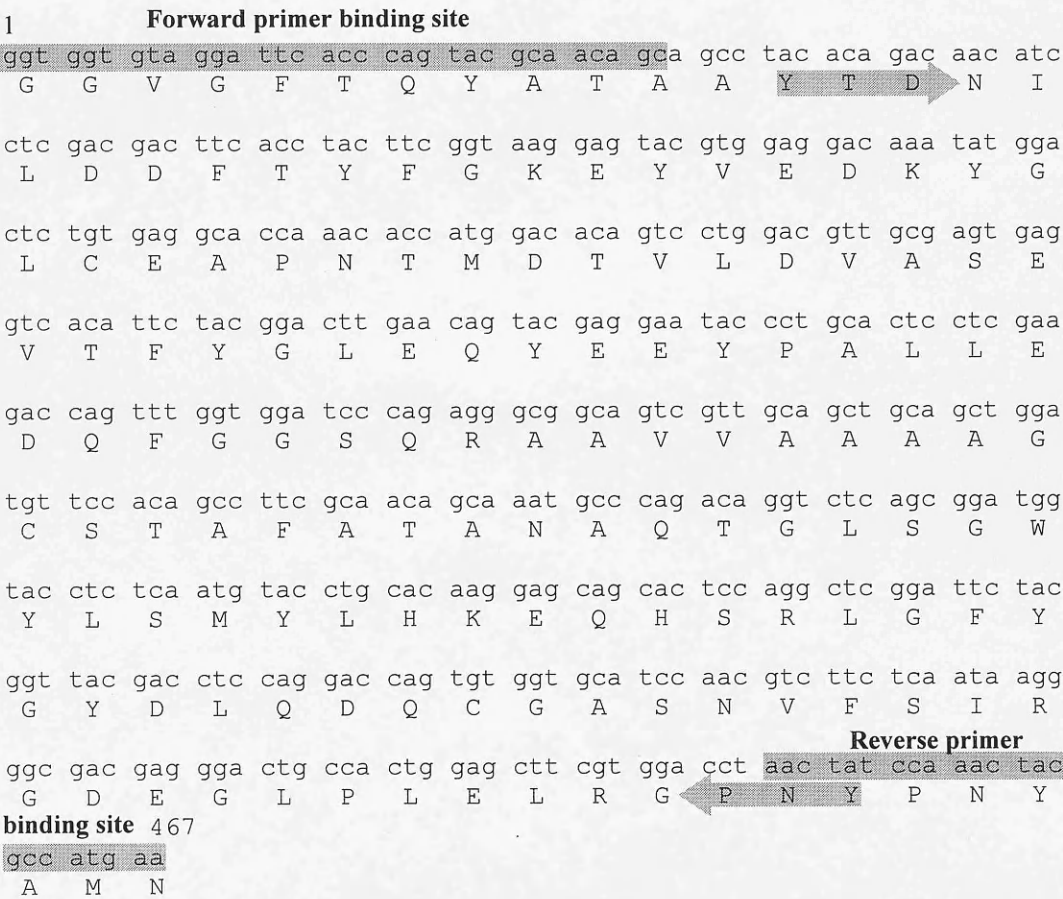 1 Forward primer binding site
ggt ggt gta gga ttc acc cag tac gca aca gca gcc tac aca gac aac atc
G G V G F T Q Y A T A A Y T D N I
ctc gac gac ttc acc tac ttc ggt aag gag tac gtg gag gac aaa tat gga
L D D F T Y F G K E Y V E D K Y G
ctc tgt gag gca cca aac acc atg gac aca gtc ctg gac gtt gcg agt gag
L C E A P N T M D T V L D V A S E
gtc aca ttc tac gga ctt gaa cag tac gag gaa tac cct gca ctc ctc gaa
V T F Y G L E Q Y E E Y P A L L E
gac cag ttt ggt gga tcc cag agg gcg gca gtc gtt gca gct gca gct gga
D Q F G G S Q R A A V V A A A A G
tgt tcc aca gcc ttc gca aca gca aat gcc cag aca ggt ctc agc gga tgg
C S T A F A T A N A Q T G L S G W
tac ctc tca atg tac ctg cac aag gag cag cac tcc agg ctc gga ttc tac
Y L S M Y L H K E Q H S R L G F Y
ggt tac gac ctc cag gac cag tgt ggt gca tcc aac gtc ttc tca ata agg
G Y D L Q D Q C G A S N V F S I R
Reverse primer
ggc gac gag gga ctg cca ctg gag ctt cgt gga cct aac tat cca aac tac
G D E G L P L E L R G P N Y P N Y
binding site 467
gcc atg aa
A M N